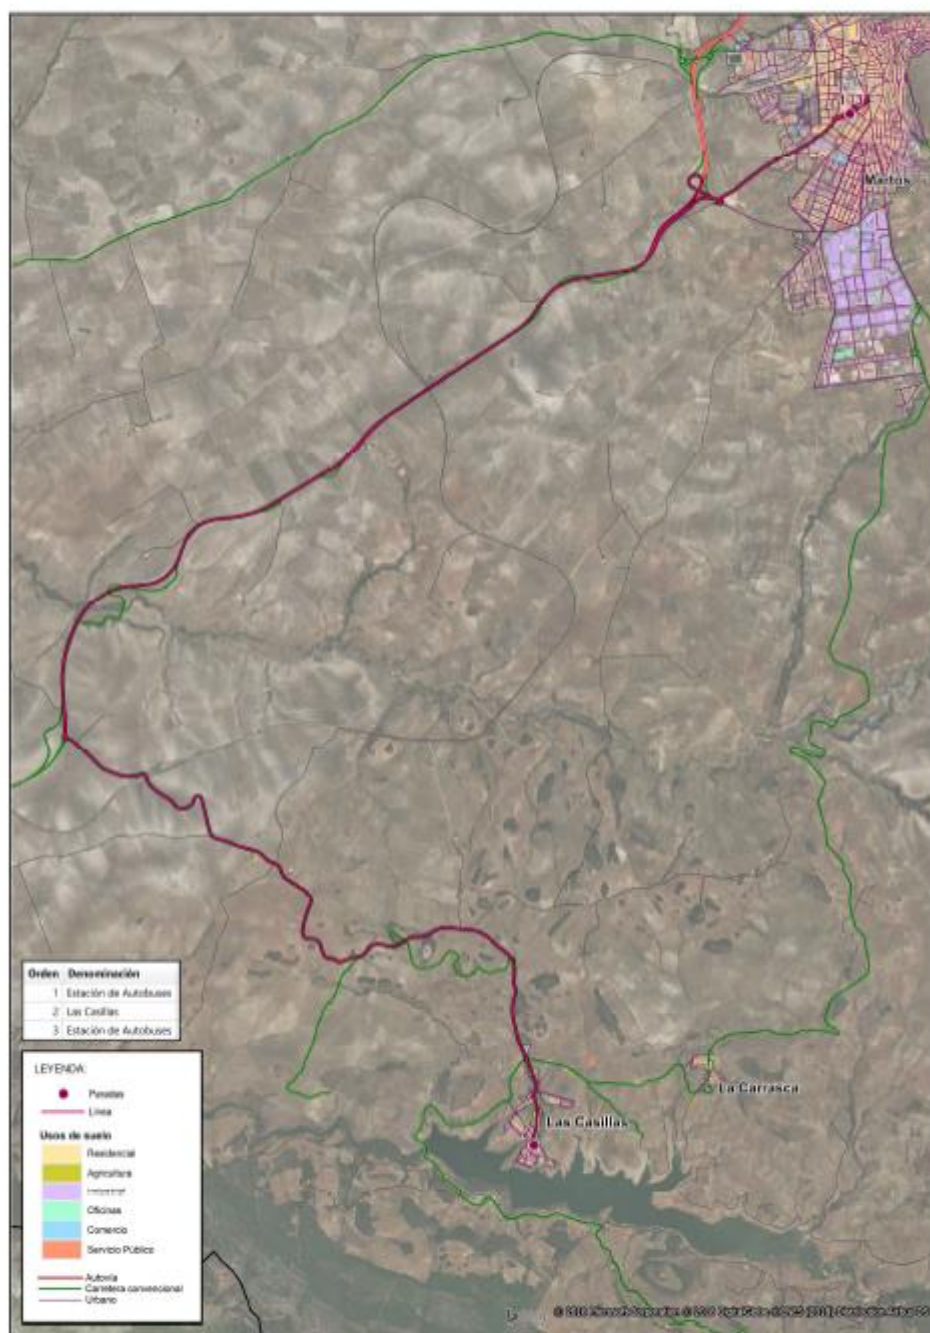 Martos
Orden Denominación
1 Estación de Autobuses
2 Las Casillas
3 Estación de Autobuses
La Carrasca
Las Casillas
LEYENDA:
Paradas
Línea
Usos de suelo
Residencial
Agricultura
Industrial
Oficinas
Comercio
Servicio Público
Autovía
Carretera convencional
Urbano